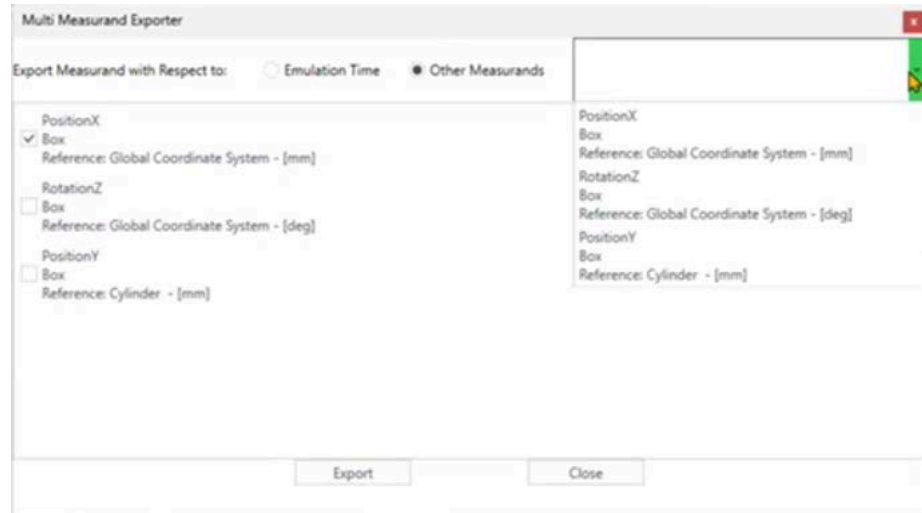 Multi Measurand Exporter
Export Measurand with Respect to: Emulation Time Other Measurands
PositionX
Box
Reference: Global Coordinate System - [mm]
RotationZ
Box
Reference: Global Coordinate System - [deg]
PositionY
Box
Reference: Cylinder - [mm]
PositionX
Box
Reference: Global Coordinate System - [mm]
RotationZ
Box
Reference: Global Coordinate System - [deg]
PositionY
Box
Reference: Cylinder - [mm]
Export Close